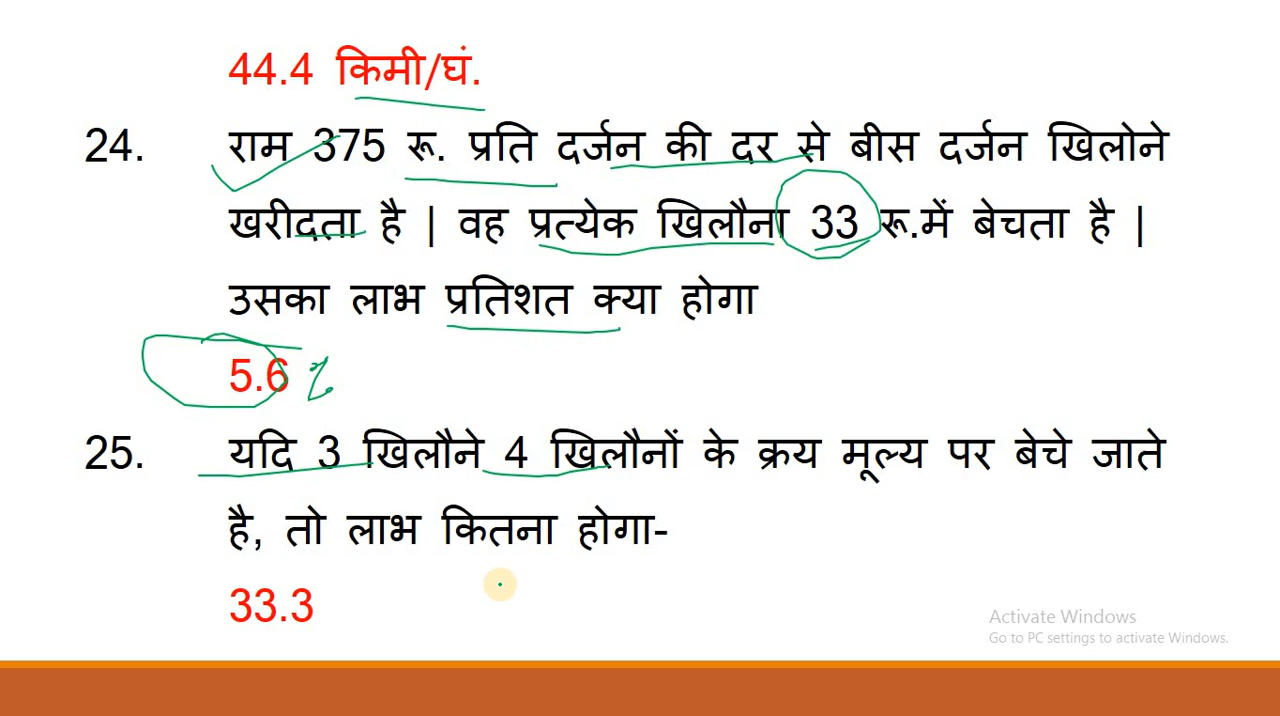 44.4 किमी/घं.
24. राम 375 रू. प्रति दर्जन की दर से बीस दर्जन खिलोने
खरीदता है | वह प्रत्येक खिलौना 33 रू.में बेचता है |
उसका लाभ प्रतिशत क्या होगा
5.6 %
25. यदि 3 खिलौने 4 खिलौनों के क्रय मूल्य पर बेचे जाते
है, तो लाभ कितना होगा-
33.3
Activate Windows
Go to PC settings to activate Windows.